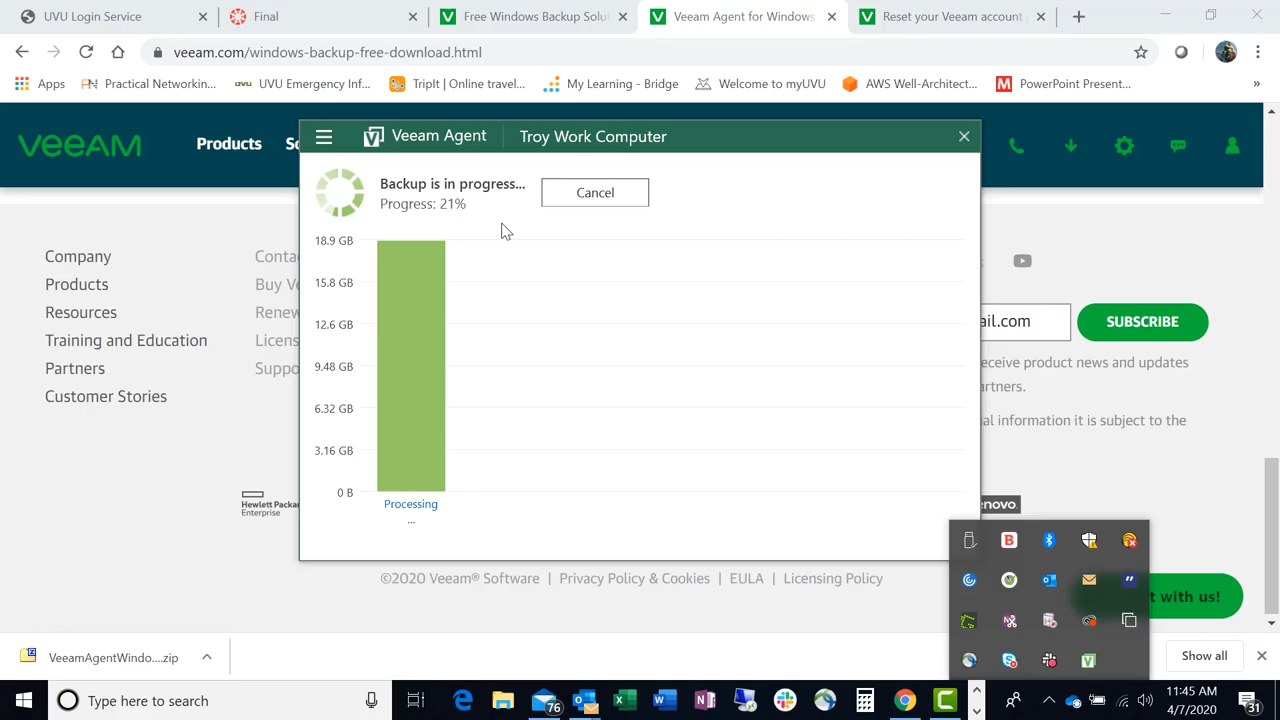 UVU Login Service
Final
Free Windows Backup Solu
Veeam Agent for Windows
Reset your Veeam account
veeam.com/windows-backup-free-download.html
Apps
Practical Networkin...
UVU Emergency Inf...
TripIt | Online travel...
My Learning - Bridge
Welcome to myUVU
AWS Well-Architect...
PowerPoint Present...
»
VEEAM
Products
So
Veeam Agent
Troy Work Computer
Backup is in progress...
Progress: 21%
Cancel
18.9 GB
15.8 GB
12.6 GB
9.48 GB
6.32 GB
3.16 GB
0 B
Processing
...
Company
Products
Resources
Training and Education
Partners
Customer Stories
Conta
Buy Ve
Renew
Licens
Suppo
ail.com
SUBSCRIBE
eceive product news and updates
artners.
al information it is subject to the
Hewlett Packa
Enterprise
enovo
©2020 Veeam® Software | Privacy Policy & Cookies | EULA | Licensing Policy
t with us!
VeeamAgentWindo....zip
Show all
Type here to search
76
11:45 AM
4/7/2020
31